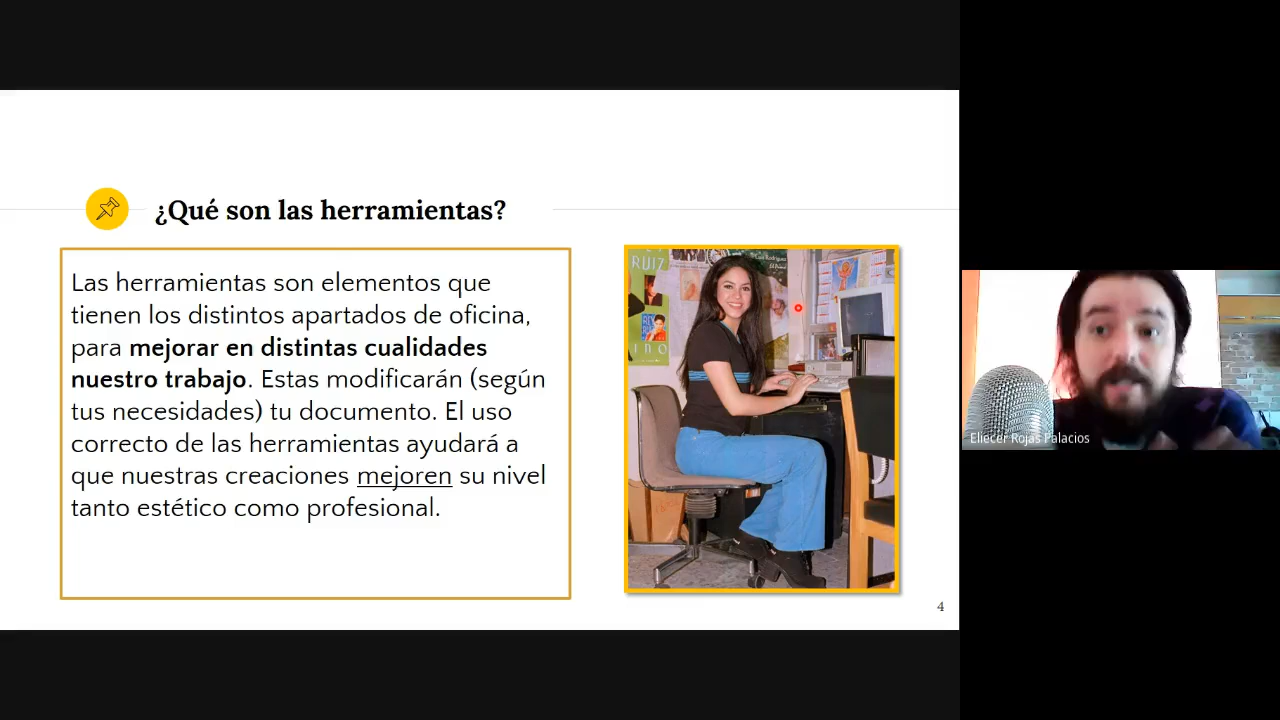 ¿Qué son las herramientas?
Las herramientas son elementos que
tienen los distintos apartados de oficina,
para mejorar en distintas cualidades
nuestro trabajo. Estas modificarán (según
tus necesidades) tu documento. El uso
correcto de las herramientas ayudará a
que nuestras creaciones mejoren su nivel
tanto estético como profesional.
RUIZ
INO
4
Eliecer Rojas Palacios